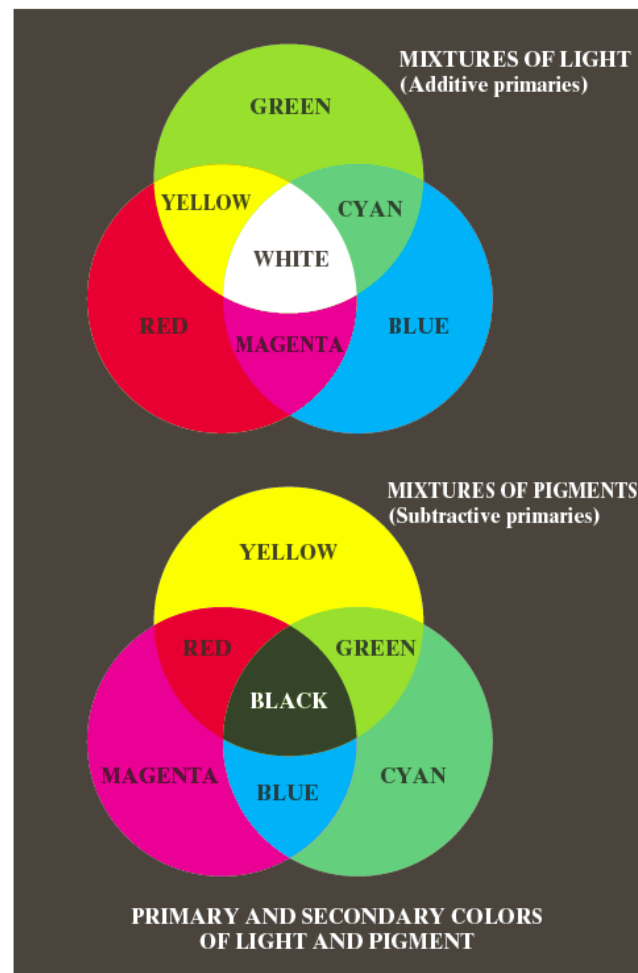 MIXTURES OF LIGHT
(Additive primaries)
GREEN
YELLOW
CYAN
WHITE
RED
BLUE
MAGENTA
MIXTURES OF PIGMENTS
(Subtractive primaries)
YELLOW
RED
GREEN
BLACK
MAGENTA
BLUE
CYAN
PRIMARY AND SECONDARY COLORS
OF LIGHT AND PIGMENT